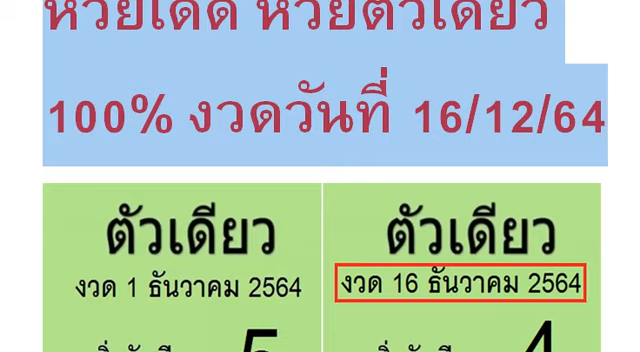 หวยเด็ด หวยตัวเดียว
100% งวดวันที่ 16/12/64
ตัวเดียว
งวด 1 ธันวาคม 2564
5
ตัวเดียว
งวด 16 ธันวาคม 2564
4